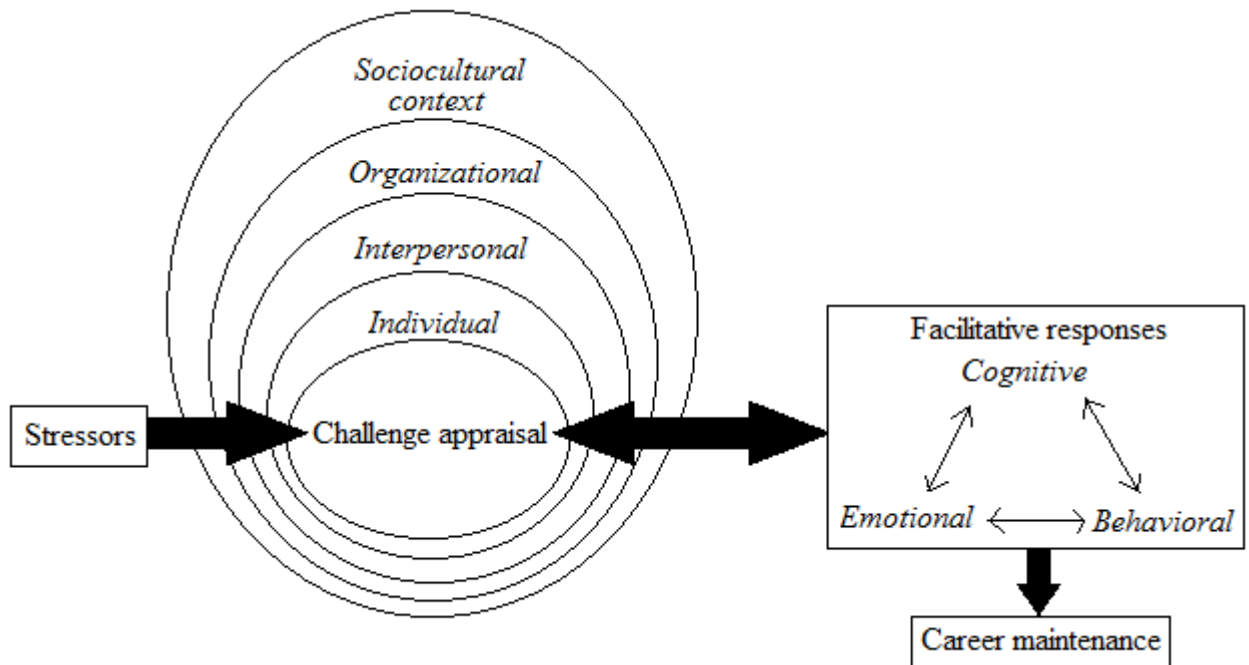 Sociocultural
context
Organizational
Interpersonal
Individual
Stressors
Challenge appraisal
Facilitative responses
Cognitive
Emotional
Behavioral
Career maintenance